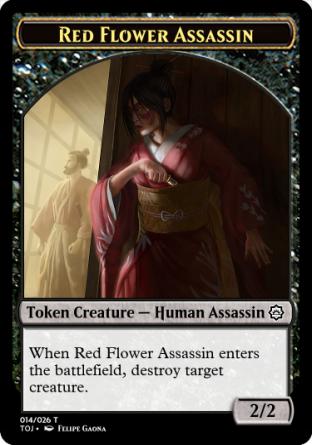 Red Flower Assassin
Token Creature — Human Assassin
When Red Flower Assassin enters
the battlefield, destroy target
creature.
2/2
014/026 T
TOJ • Felipe Gaona